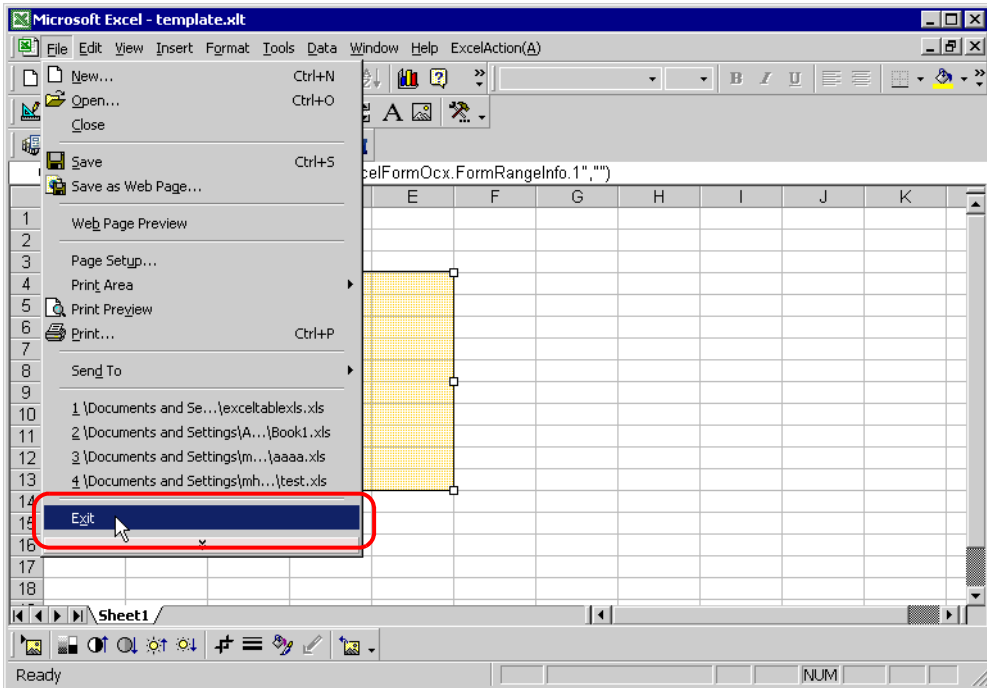 Microsoft Excel - template.xlt
File Edit View Insert Format Tools Data Window Help ExcelAction(A)
New... Ctrl+N
B I U
Open... Ctrl+O
A
Close
Save Ctrl+S
celFormOcx.FormRangeInfo.1","")
Save as Web Page...
E F G H I J K
Web Page Preview
Page Setup...
Print Area
Print Preview
Print... Ctrl+P
Send To
1 \Documents and Se...\exceltablexls.xls
2 \Documents and Settings\A...\Book1.xls
3 \Documents and Settings\m...\aaaa.xls
4 \Documents and Settings\mh...\test.xls
Exit
1
2
3
4
5
6
7
8
9
10
11
12
13
14
15
16
17
18
Sheet1
Ready NUM